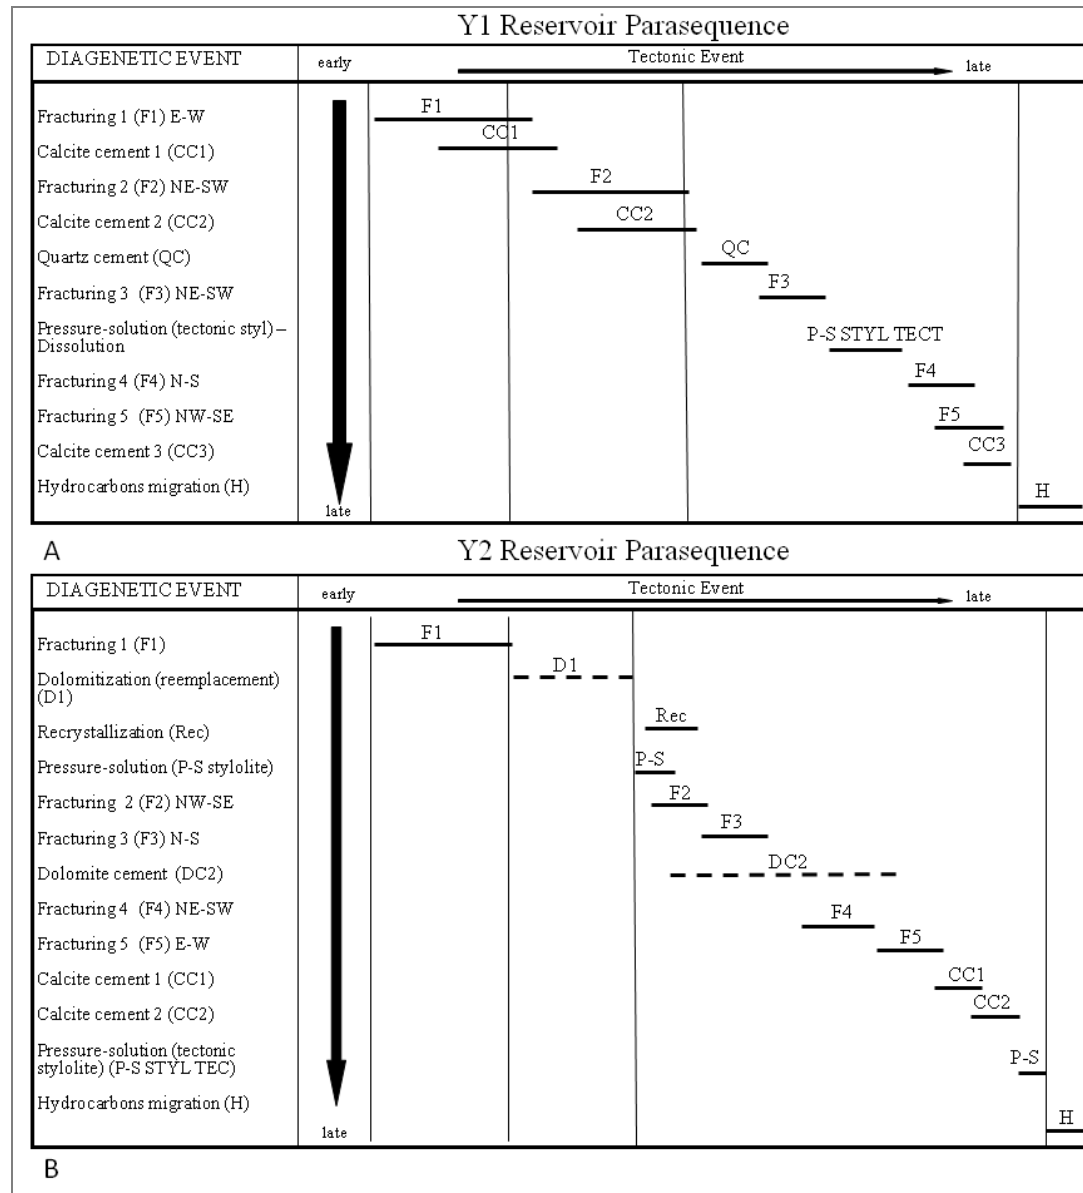 Y1 Reservoir Parasequence
DIAGENETIC EVENT early Tectonic Event late
Fracturing 1 (F1) E-W F1
Calcite cement 1 (CC1) CC1
Fracturing 2 (F2) NE-SW F2
Calcite cement 2 (CC2) CC2
Quartz cement (QC) QC
Fracturing 3 (F3) NE-SW F3
Pressure-solution (tectonic styl) –
Dissolution P-S STYL TECT
Fracturing 4 (F4) N-S F4
Fracturing 5 (F5) NW-SE F5
Calcite cement 3 (CC3) CC3
Hydrocarbons migration (H) H
late
A
Y2 Reservoir Parasequence
DIAGENETIC EVENT early Tectonic Event late
Fracturing 1 (F1) F1
Dolomitization (reemplacement) D1
(D1)
Recrystallization (Rec) Rec
Pressure-solution (P-S stylolite) P-S
Fracturing 2 (F2) NW-SE F2
Fracturing 3 (F3) N-S F3
Dolomite cement (DC2) DC2
Fracturing 4 (F4) NE-SW F4
Fracturing 5 (F5) E-W F5
Calcite cement 1 (CC1) CC1
Calcite cement 2 (CC2) CC2
Pressure-solution (tectonic
stylolite) (P-S STYL TEC) P-S
Hydrocarbons migration (H) H
late
B